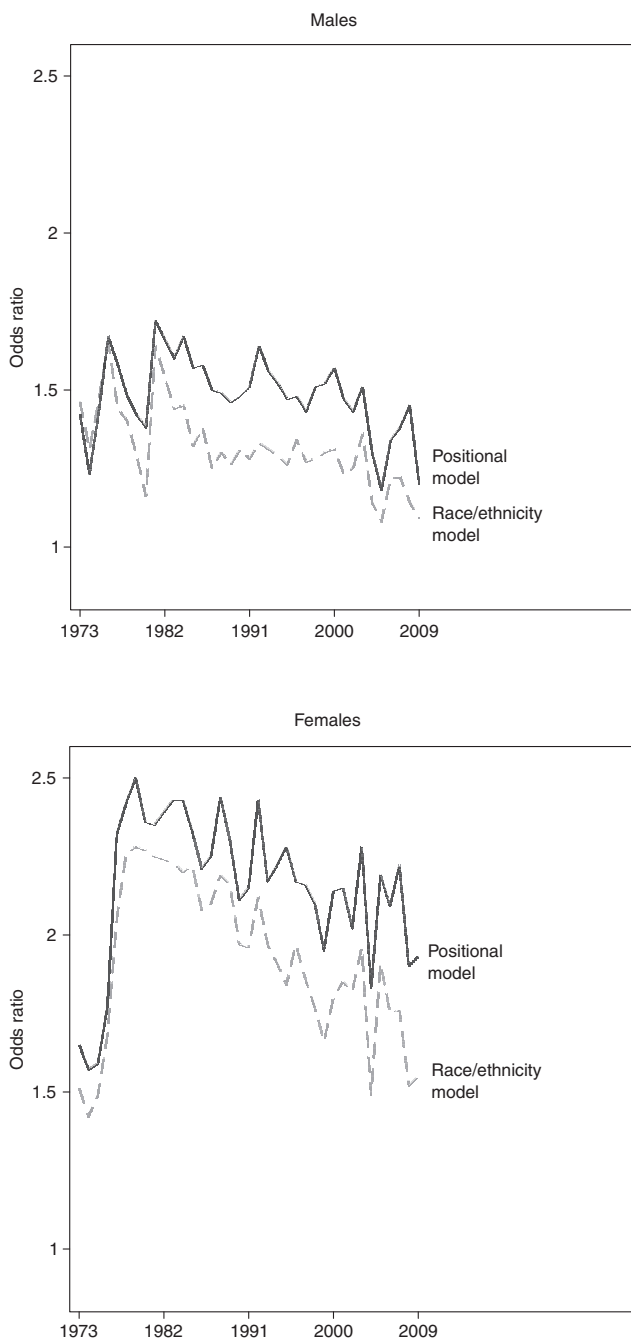 Males
2.5
2
Odds ratio
1.5
Positional
model
Race/ethnicity
model
1
1973
1982
1991
2000
2009
Females
2.5
2
Positional
model
Odds ratio
1.5
Race/ethnicity
model
1
1973
1982
1991
2000
2009